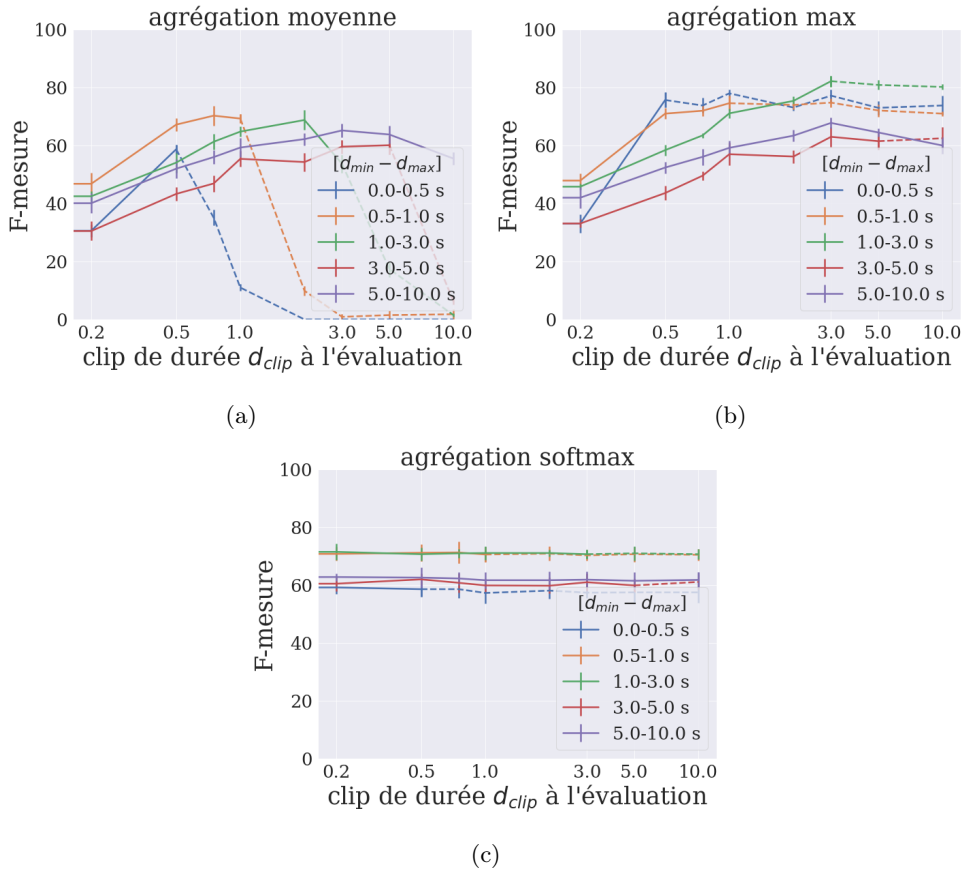 agrégation moyenne
100
80
60
40
20
0
F-mesure
[d_min − d_max]
0.0-0.5 s
0.5-1.0 s
1.0-3.0 s
3.0-5.0 s
5.0-10.0 s
0.2 0.5 1.0 3.0 5.0 10.0
clip de durée d_clip à l'évaluation
(a)
agrégation max
100
80
60
40
20
0
F-mesure
[d_min − d_max]
0.0-0.5 s
0.5-1.0 s
1.0-3.0 s
3.0-5.0 s
5.0-10.0 s
0.2 0.5 1.0 3.0 5.0 10.0
clip de durée d_clip à l'évaluation
(b)
agrégation softmax
100
80
60
40
20
0
F-mesure
[d_min − d_max]
0.0-0.5 s
0.5-1.0 s
1.0-3.0 s
3.0-5.0 s
5.0-10.0 s
0.2 0.5 1.0 3.0 5.0 10.0
clip de durée d_clip à l'évaluation
(c)